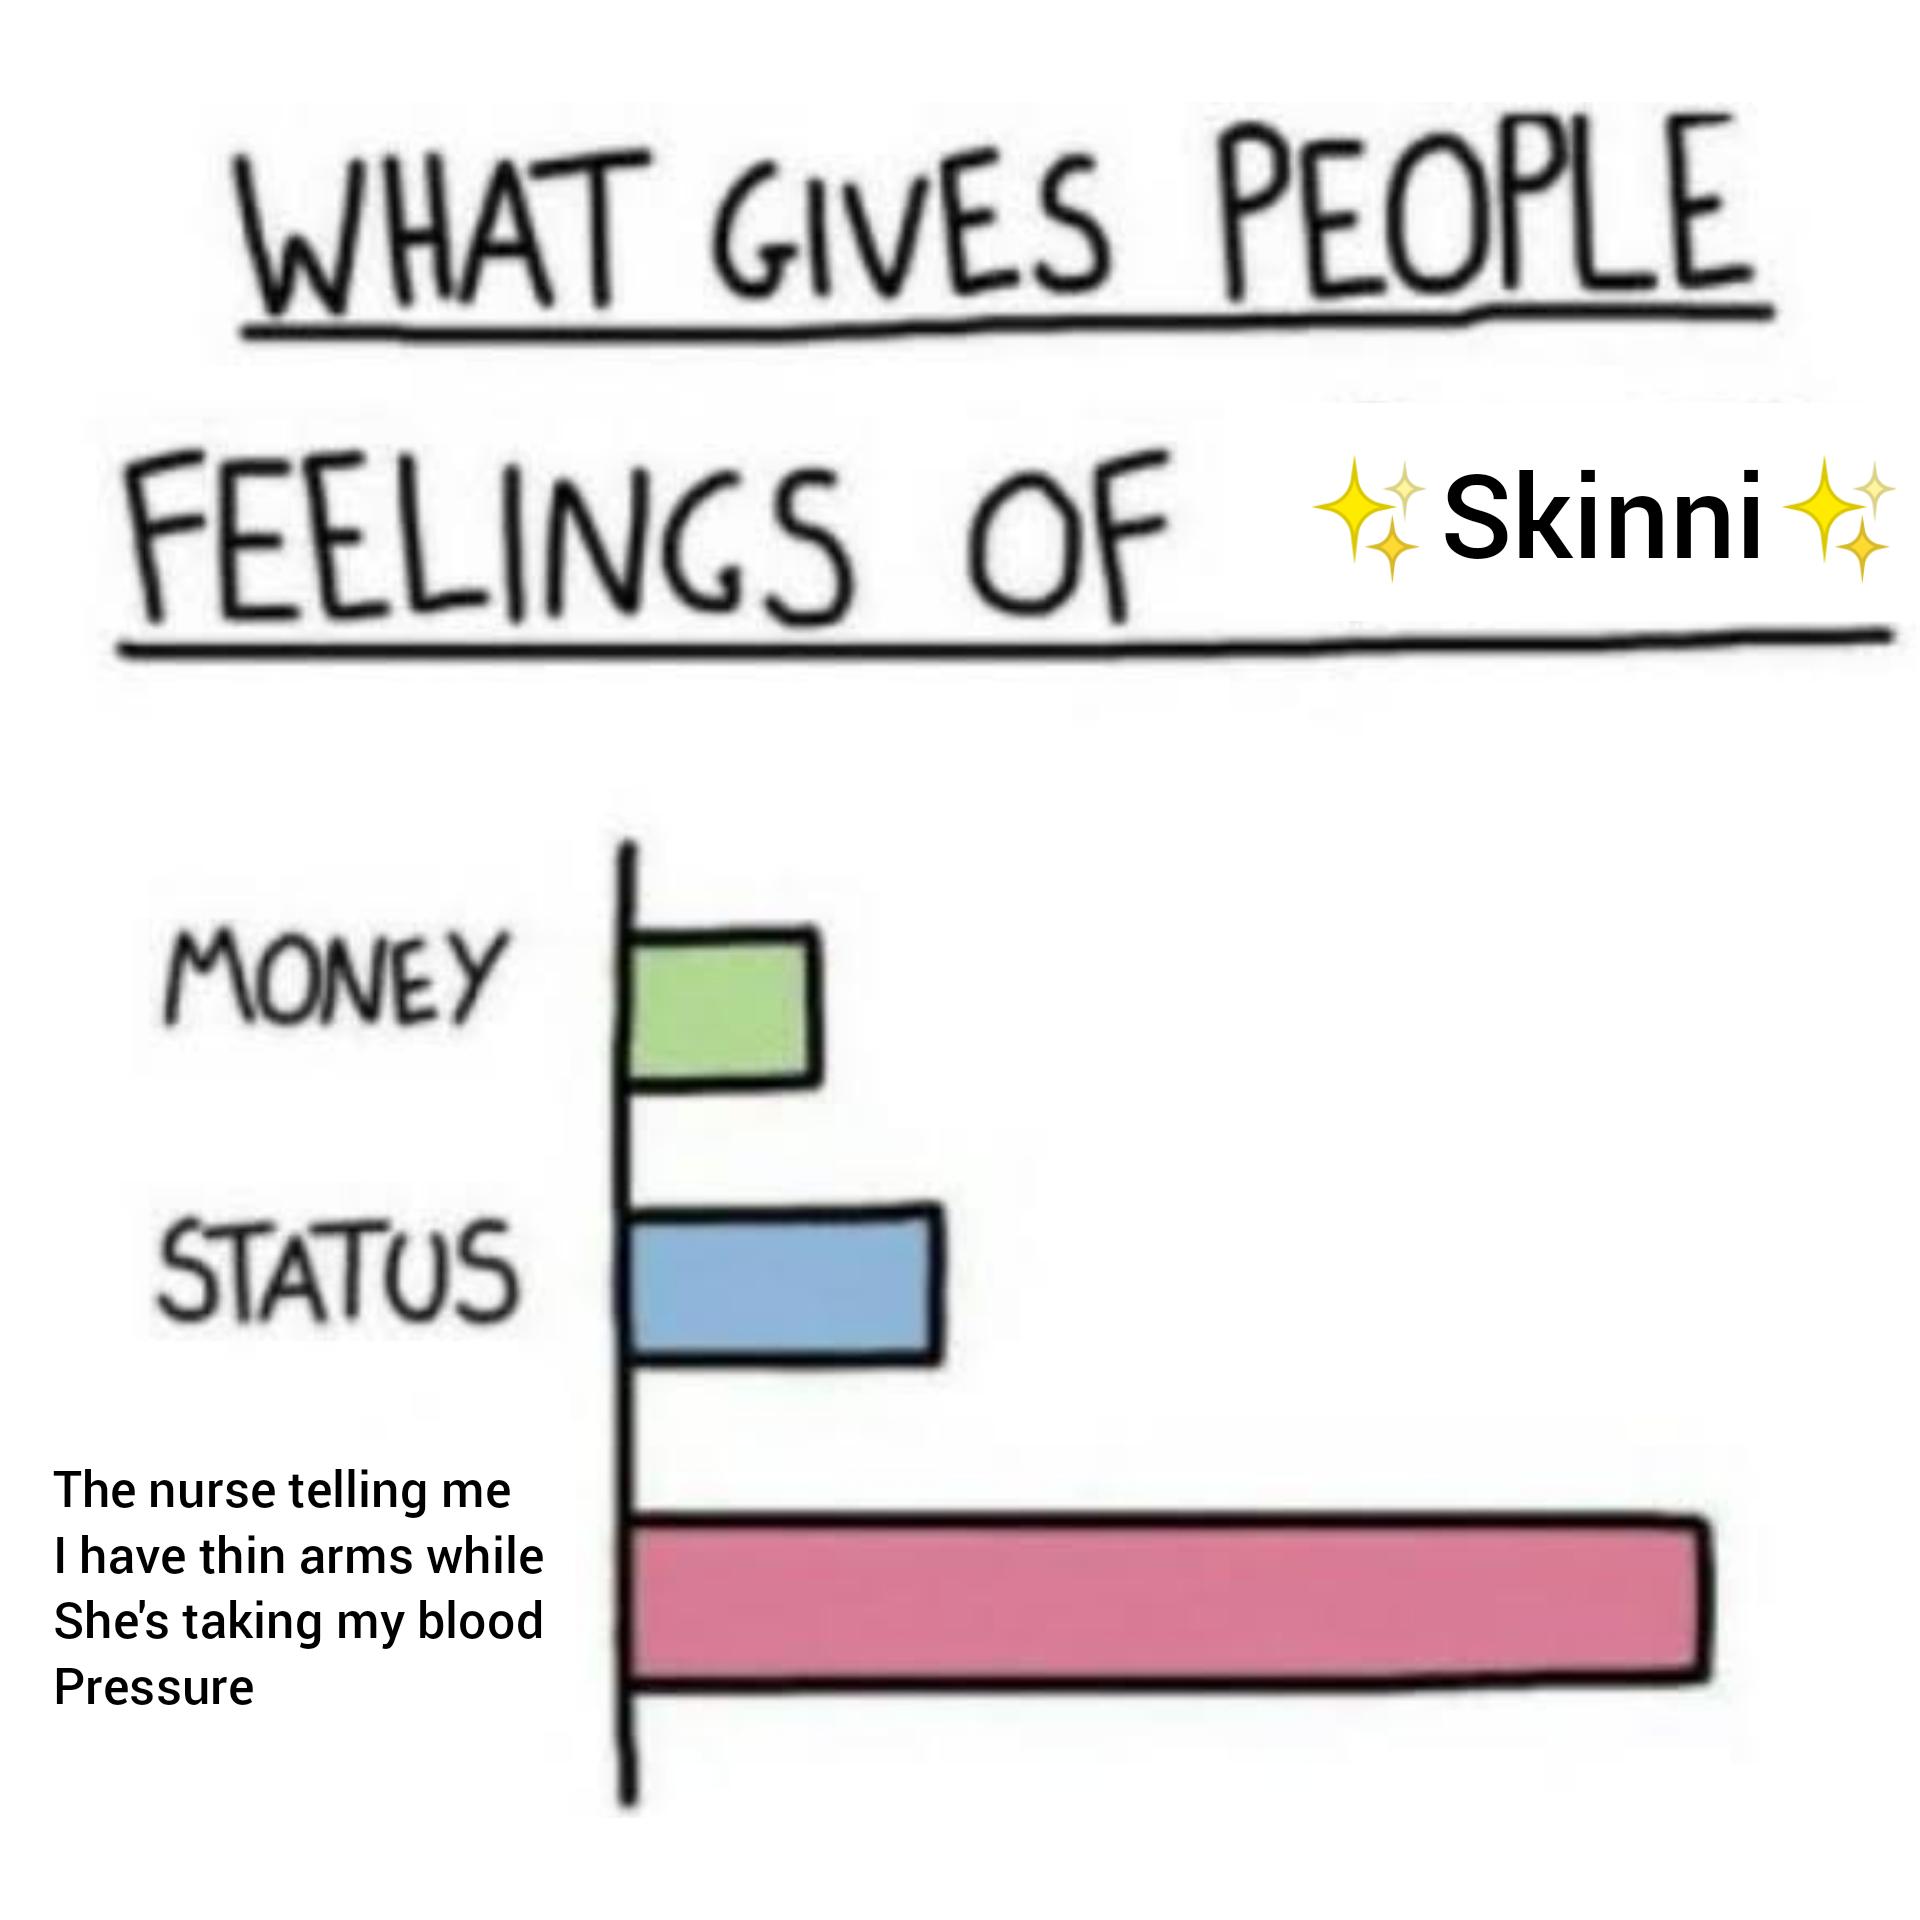 WHAT GIVES PEOPLE
FEELINGS OF ✨Skinni✨
MONEY
STATUS
The nurse telling me
I have thin arms while
She's taking my blood
Pressure